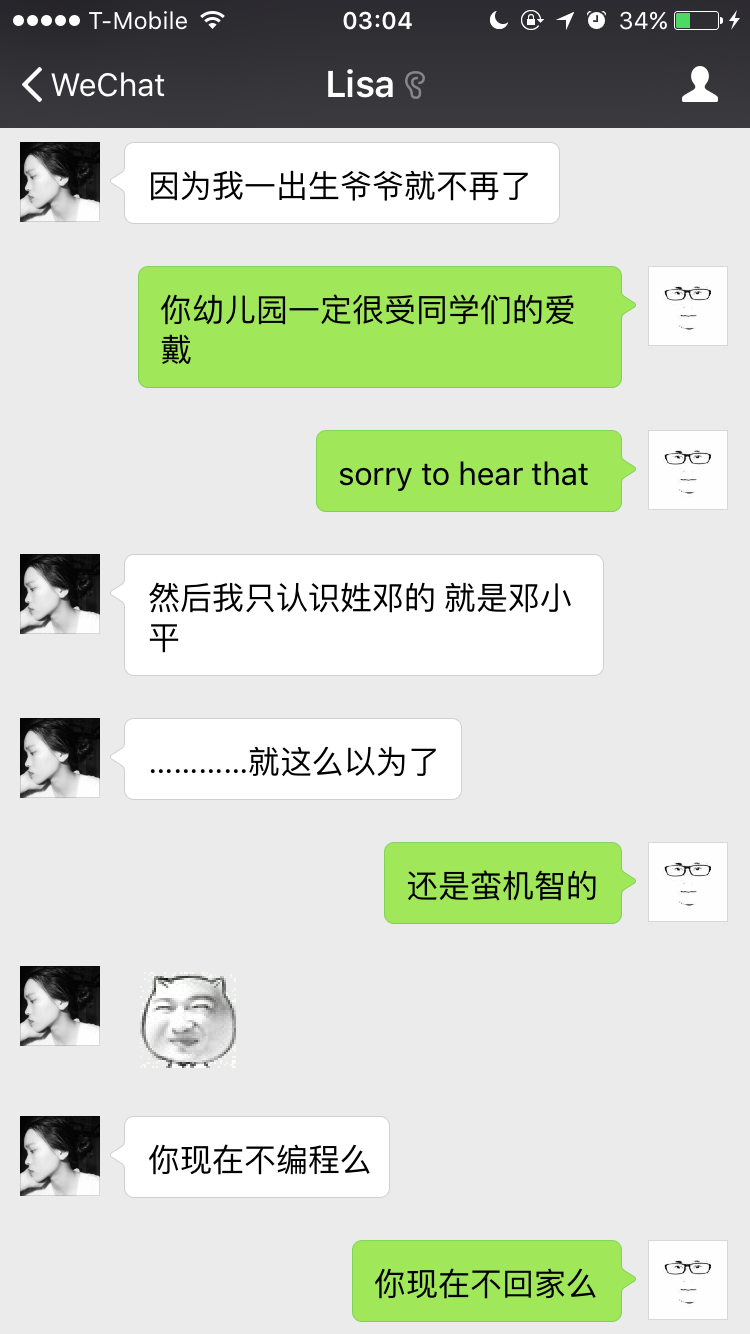 T-Mobile 03:04 34%
WeChat Lisa
因为我一出生爷爷就不再了
你幼儿园一定很受同学们的爱
戴
sorry to hear that
然后我只认识姓邓的 就是邓小
平
…………就这么以为了
还是蛮机智的
你现在不编程么
你现在不回家么